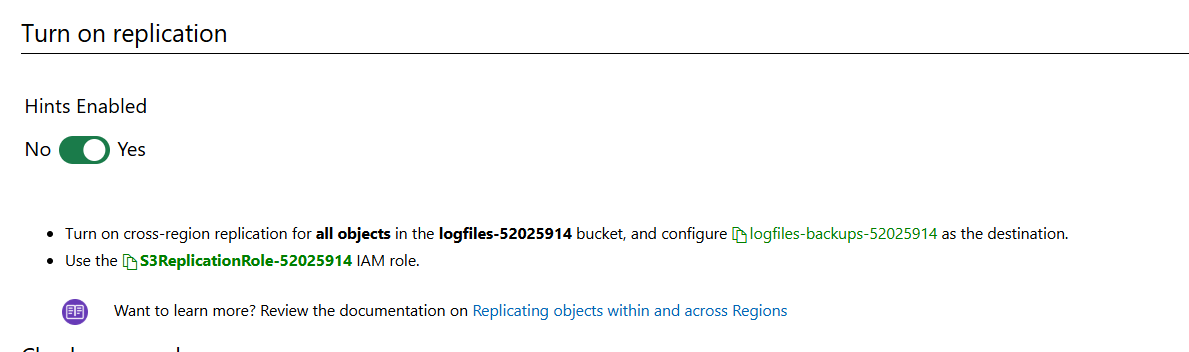 Turn on replication
Hints Enabled
No Yes
Turn on cross-region replication for all objects in the logfiles-52025914 bucket, and configure logfiles-backups-52025914 as the destination.
Use the S3ReplicationRole-52025914 IAM role.
Want to learn more? Review the documentation on Replicating objects within and across Regions